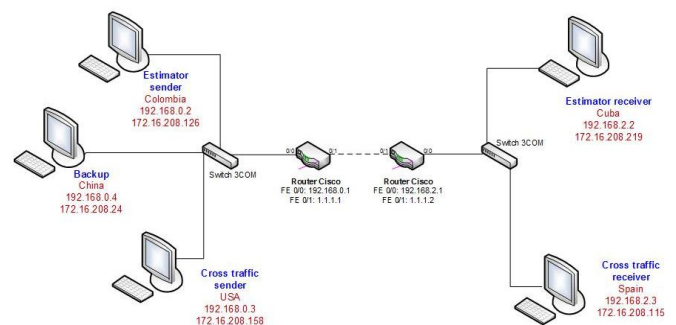 Estimator
sender
Colombia
192.168.0.2
172.16.208.126
Estimator receiver
Cuba
192.168.2.2
172.16.208.219
Backup
China
192.168.0.4
172.16.208.24
Switch 3COM
0/0
0/1
Router Cisco
FE 0/0: 192.168.0.1
FE 0/1: 1.1.1.1
0/1
0/0
Router Cisco
FE 0/0: 192.168.2.1
FE 0/1: 1.1.1.2
Switch 3COM
Cross traffic
sender
USA
192.168.0.3
172.16.208.158
Cross traffic
receiver
Spain
192.168.2.3
172.16.208.115